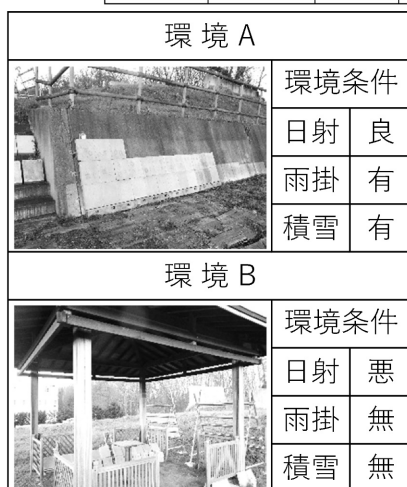 環境A
環境条件
日射 良
雨掛 有
積雪 有
環境B
環境条件
日射 悪
雨掛 無
積雪 無